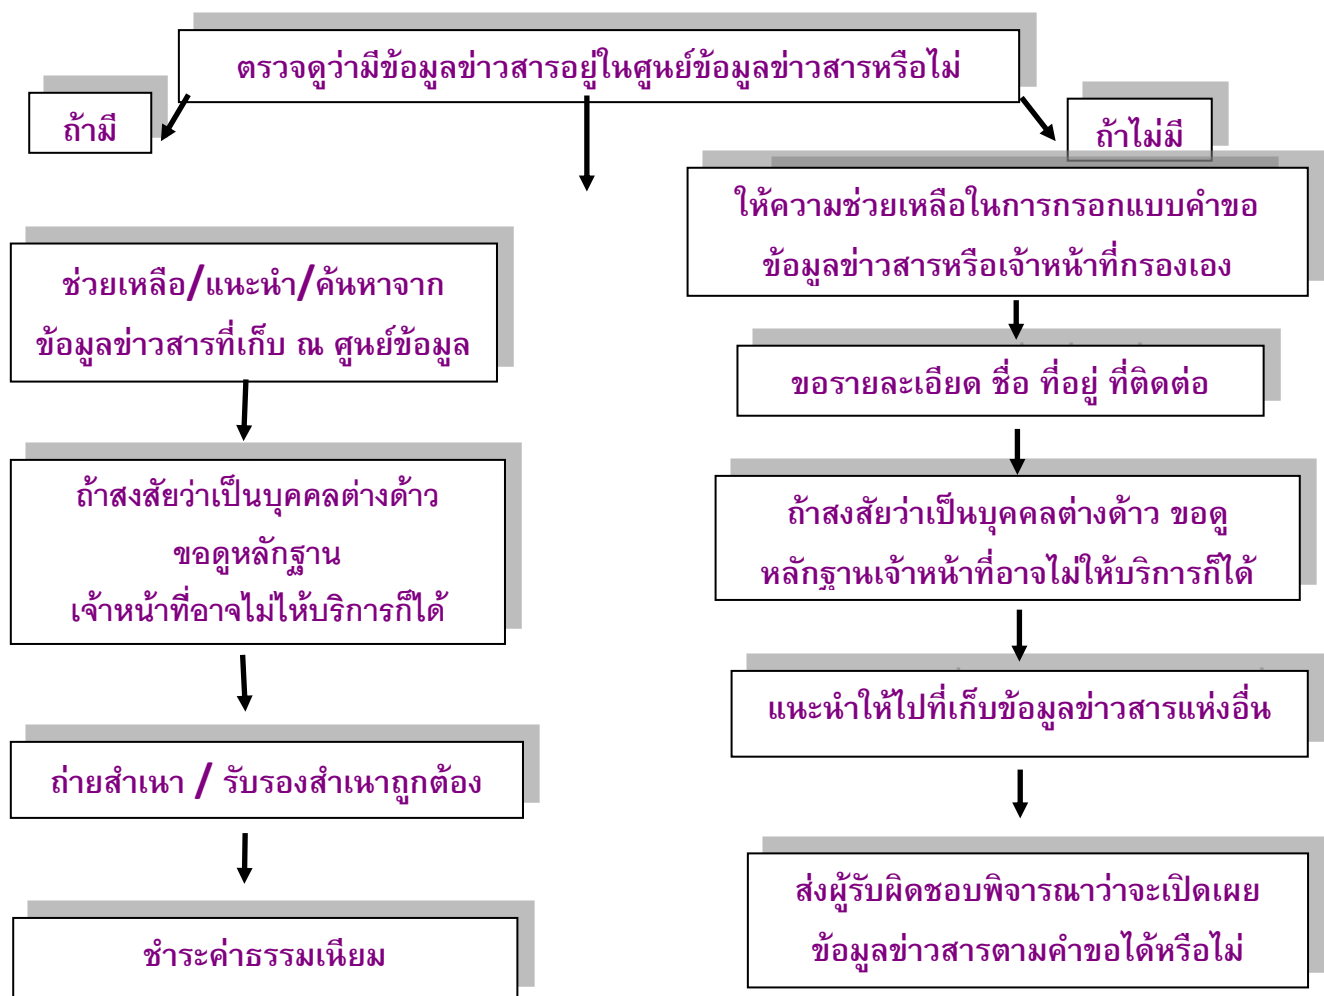 ตรวจดูว่ามีข้อมูลข่าวสารอยู่ในศูนย์ข้อมูลข่าวสารหรือไม่
ถ้ามี
ถ้าไม่มี
ช่วยเหลือ/แนะนำ/ค้นหาจาก
ข้อมูลข่าวสารที่เก็บ ณ ศูนย์ข้อมูล
ถ้าสงสัยว่าเป็นบุคคลต่างด้าว
ขอดูหลักฐาน
เจ้าหน้าที่อาจไม่ไห้บริการก็ได้
ถ่ายสำเนา / รับรองสำเนาถูกต้อง
ชำระค่าธรรมเนียม
ให้ความช่วยเหลือในการกรอกแบบคำขอ
ข้อมูลข่าวสารหรือเจ้าหน้าที่กรองเอง
ขอรายละเอียด ชื่อ ที่อยู่ ที่ติดต่อ
ถ้าสงสัยว่าเป็นบุคคลต่างด้าว ขอดู
หลักฐานเจ้าหน้าที่อาจไม่ให้บริการก็ได้
แนะนำให้ไปที่เก็บข้อมูลข่าวสารแห่งอื่น
ส่งผู้รับผิดชอบพิจารณาว่าจะเปิดเผย
ข้อมูลข่าวสารตามคำขอได้หรือไม่